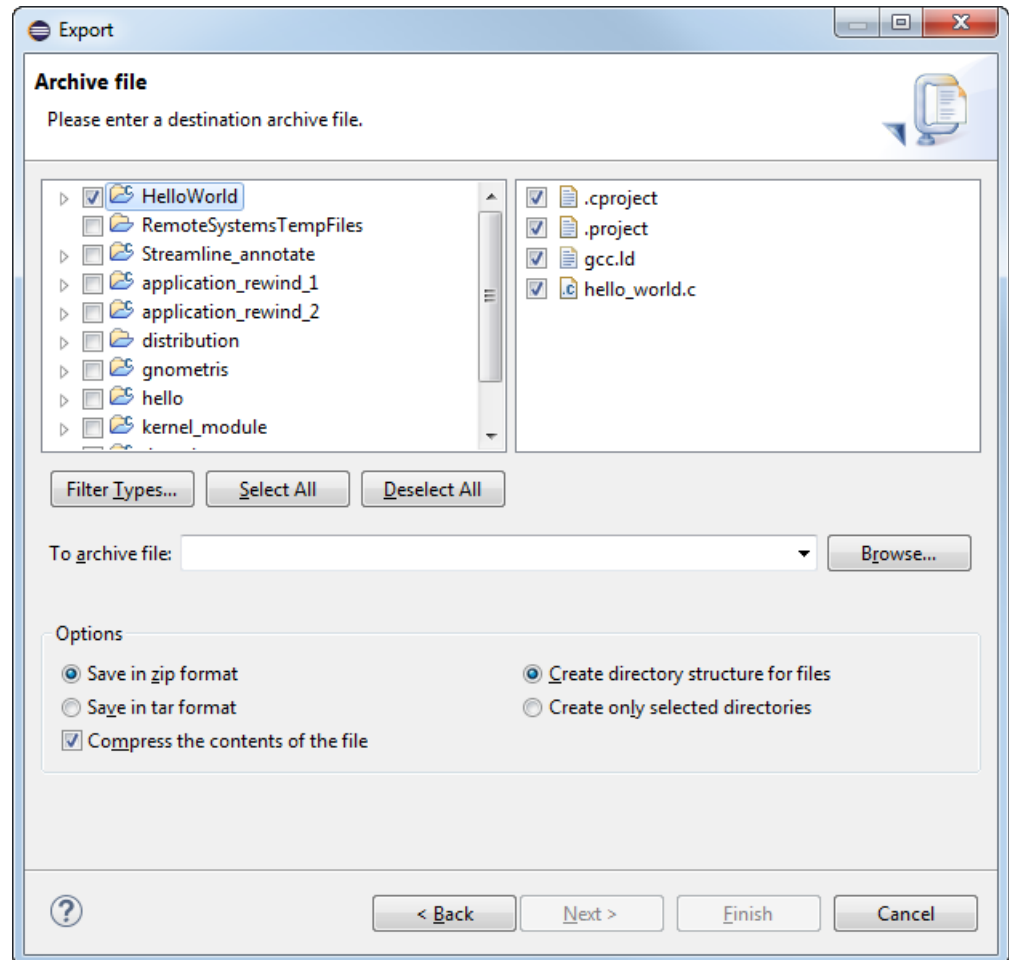 Export
Archive file
Please enter a destination archive file.
HelloWorld
RemoteSystemsTempFiles
Streamline_annotate
application_rewind_1
application_rewind_2
distribution
gnometris
hello
kernel_module
.cproject
.project
gcc.ld
hello_world.c
Filter Types... Select All Deselect All
To archive file: Browse...
Options
Save in zip format Create directory structure for files
Save in tar format Create only selected directories
Compress the contents of the file
< Back Next > Finish Cancel